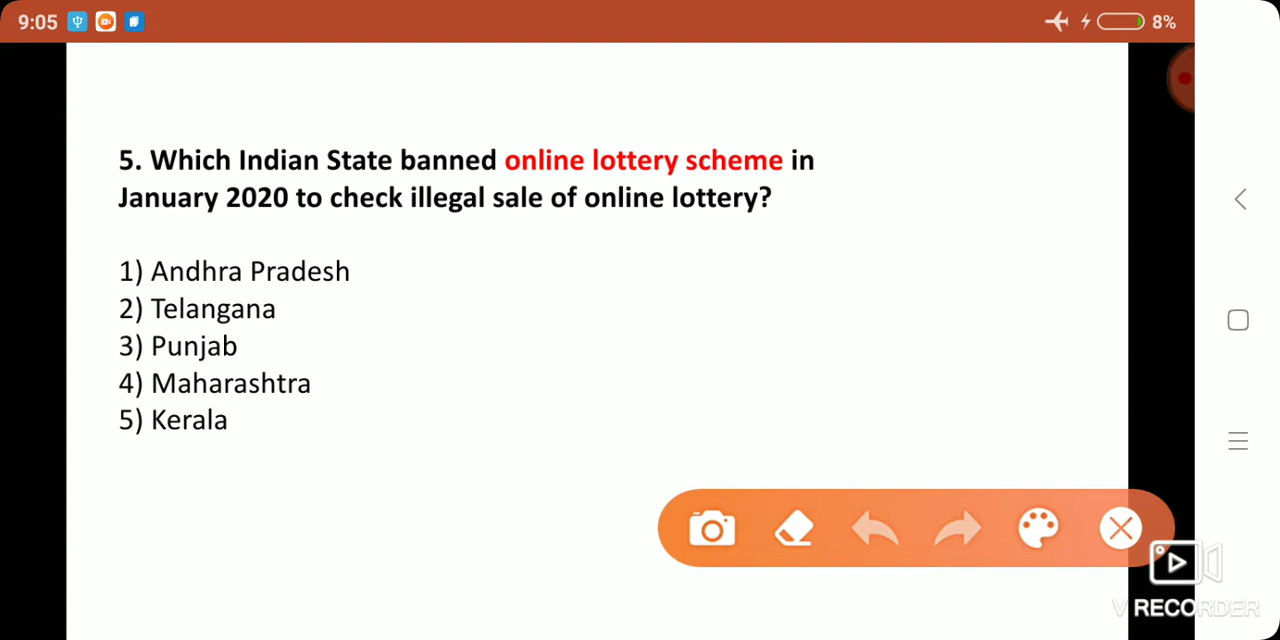 9:05
8%
5. Which Indian State banned online lottery scheme in
January 2020 to check illegal sale of online lottery?
1) Andhra Pradesh
2) Telangana
3) Punjab
4) Maharashtra
5) Kerala
V RECORDER